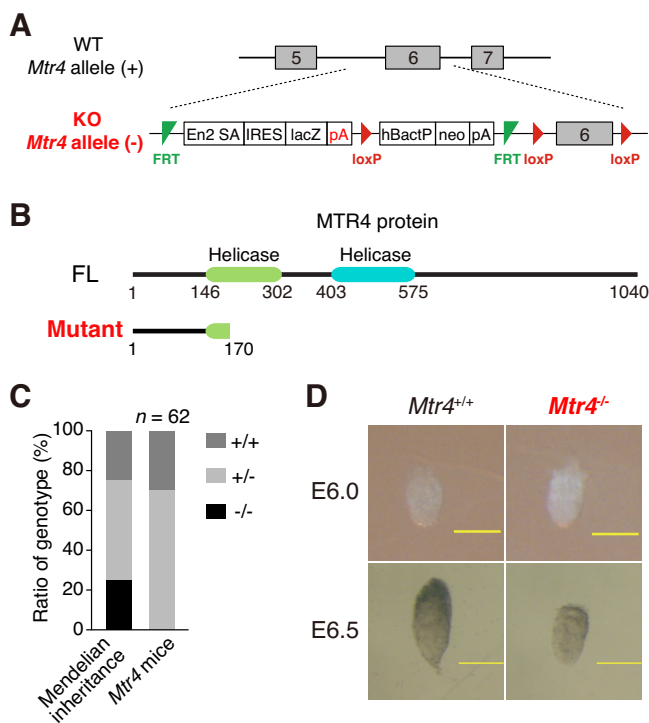 A
WT
Mtr4 allele (+)
5 6 7
KO
Mtr4 allele (-)
En2 SA IRES lacZ pA hBactP neo pA 6
FRT loxP FRT loxP loxP
B
MTR4 protein
Helicase Helicase
FL
1 146 302 403 575 1040
Mutant
1 170
C
n = 62
Ratio of genotype (%)
100
80
60
40
20
0
+/+
+/-
-/-
Mendelian
inheritance
Mtr4 mice
D
Mtr4+/+ Mtr4-/-
E6.0
E6.5